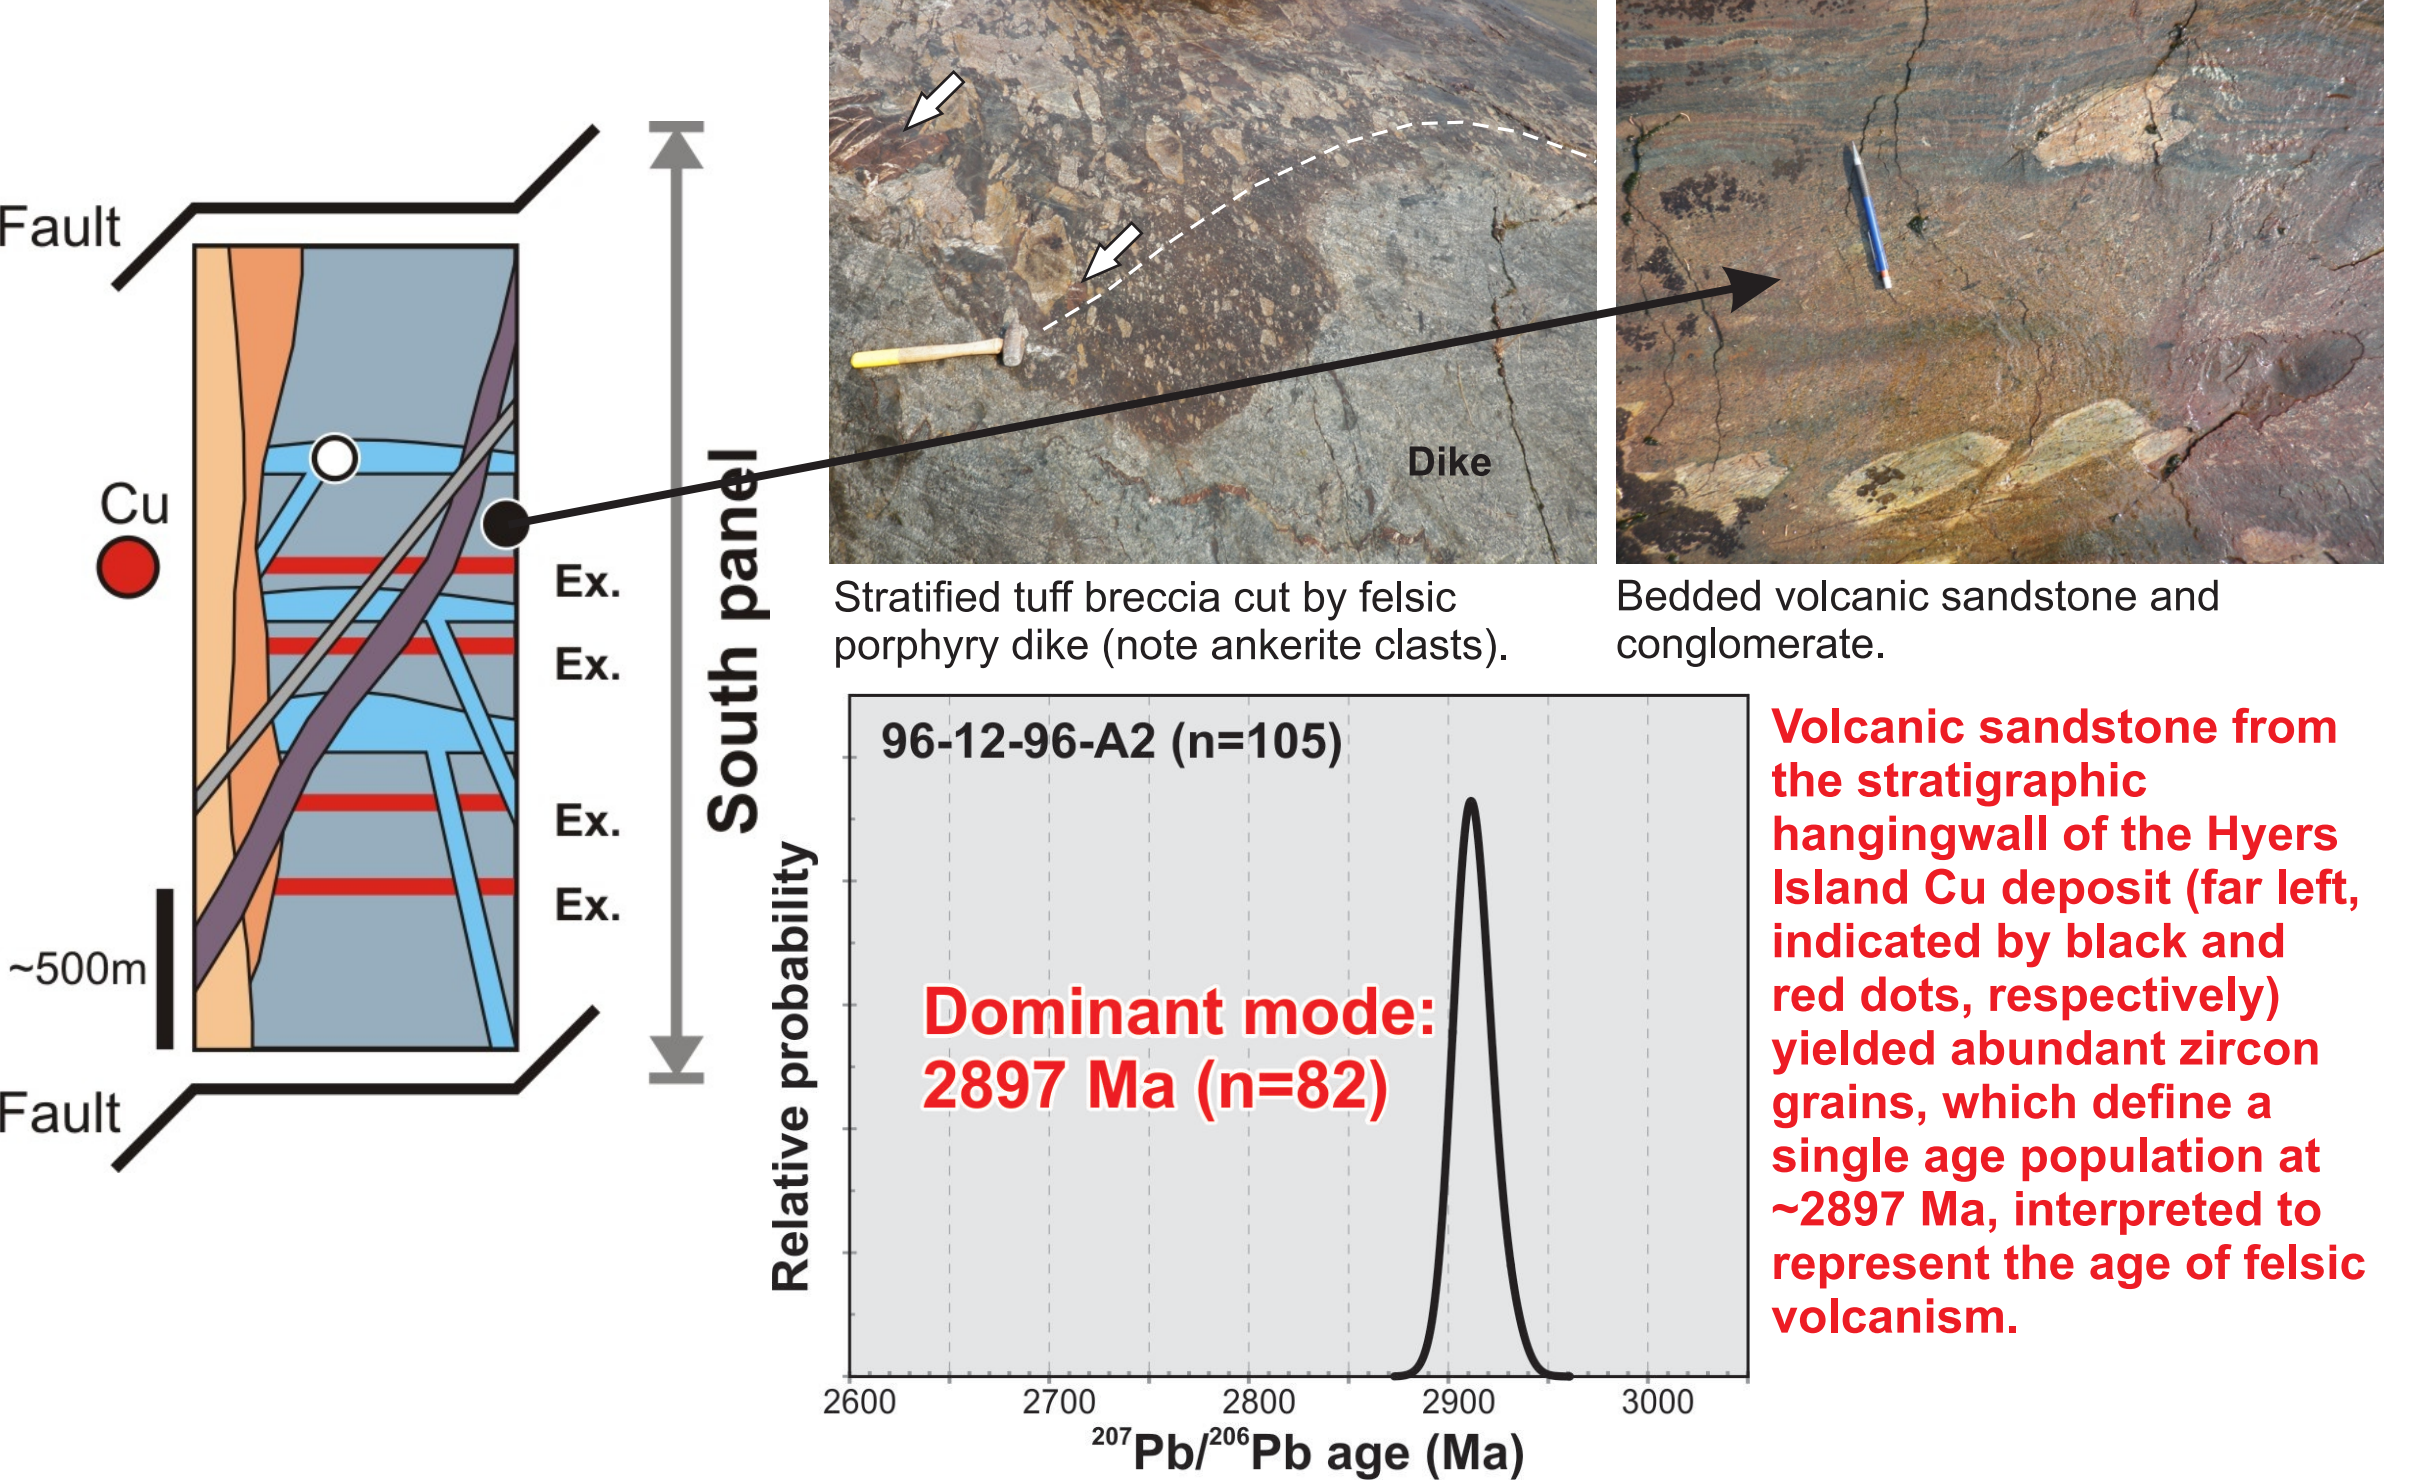 Fault
Cu
Ex.
Ex.
Ex.
Ex.
~500m
Fault
South panel
Dike
Stratified tuff breccia cut by felsic
porphyry dike (note ankerite clasts).
Bedded volcanic sandstone and
conglomerate.
96-12-96-A2 (n=105)
Dominant mode:
2897 Ma (n=82)
Relative probability
2600 2700 2800 2900 3000
²⁰⁷Pb/²⁰⁶Pb age (Ma)
Volcanic sandstone from
the stratigraphic
hangingwall of the Hyers
Island Cu deposit (far left,
indicated by black and
red dots, respectively)
yielded abundant zircon
grains, which define a
single age population at
~2897 Ma, interpreted to
represent the age of felsic
volcanism.